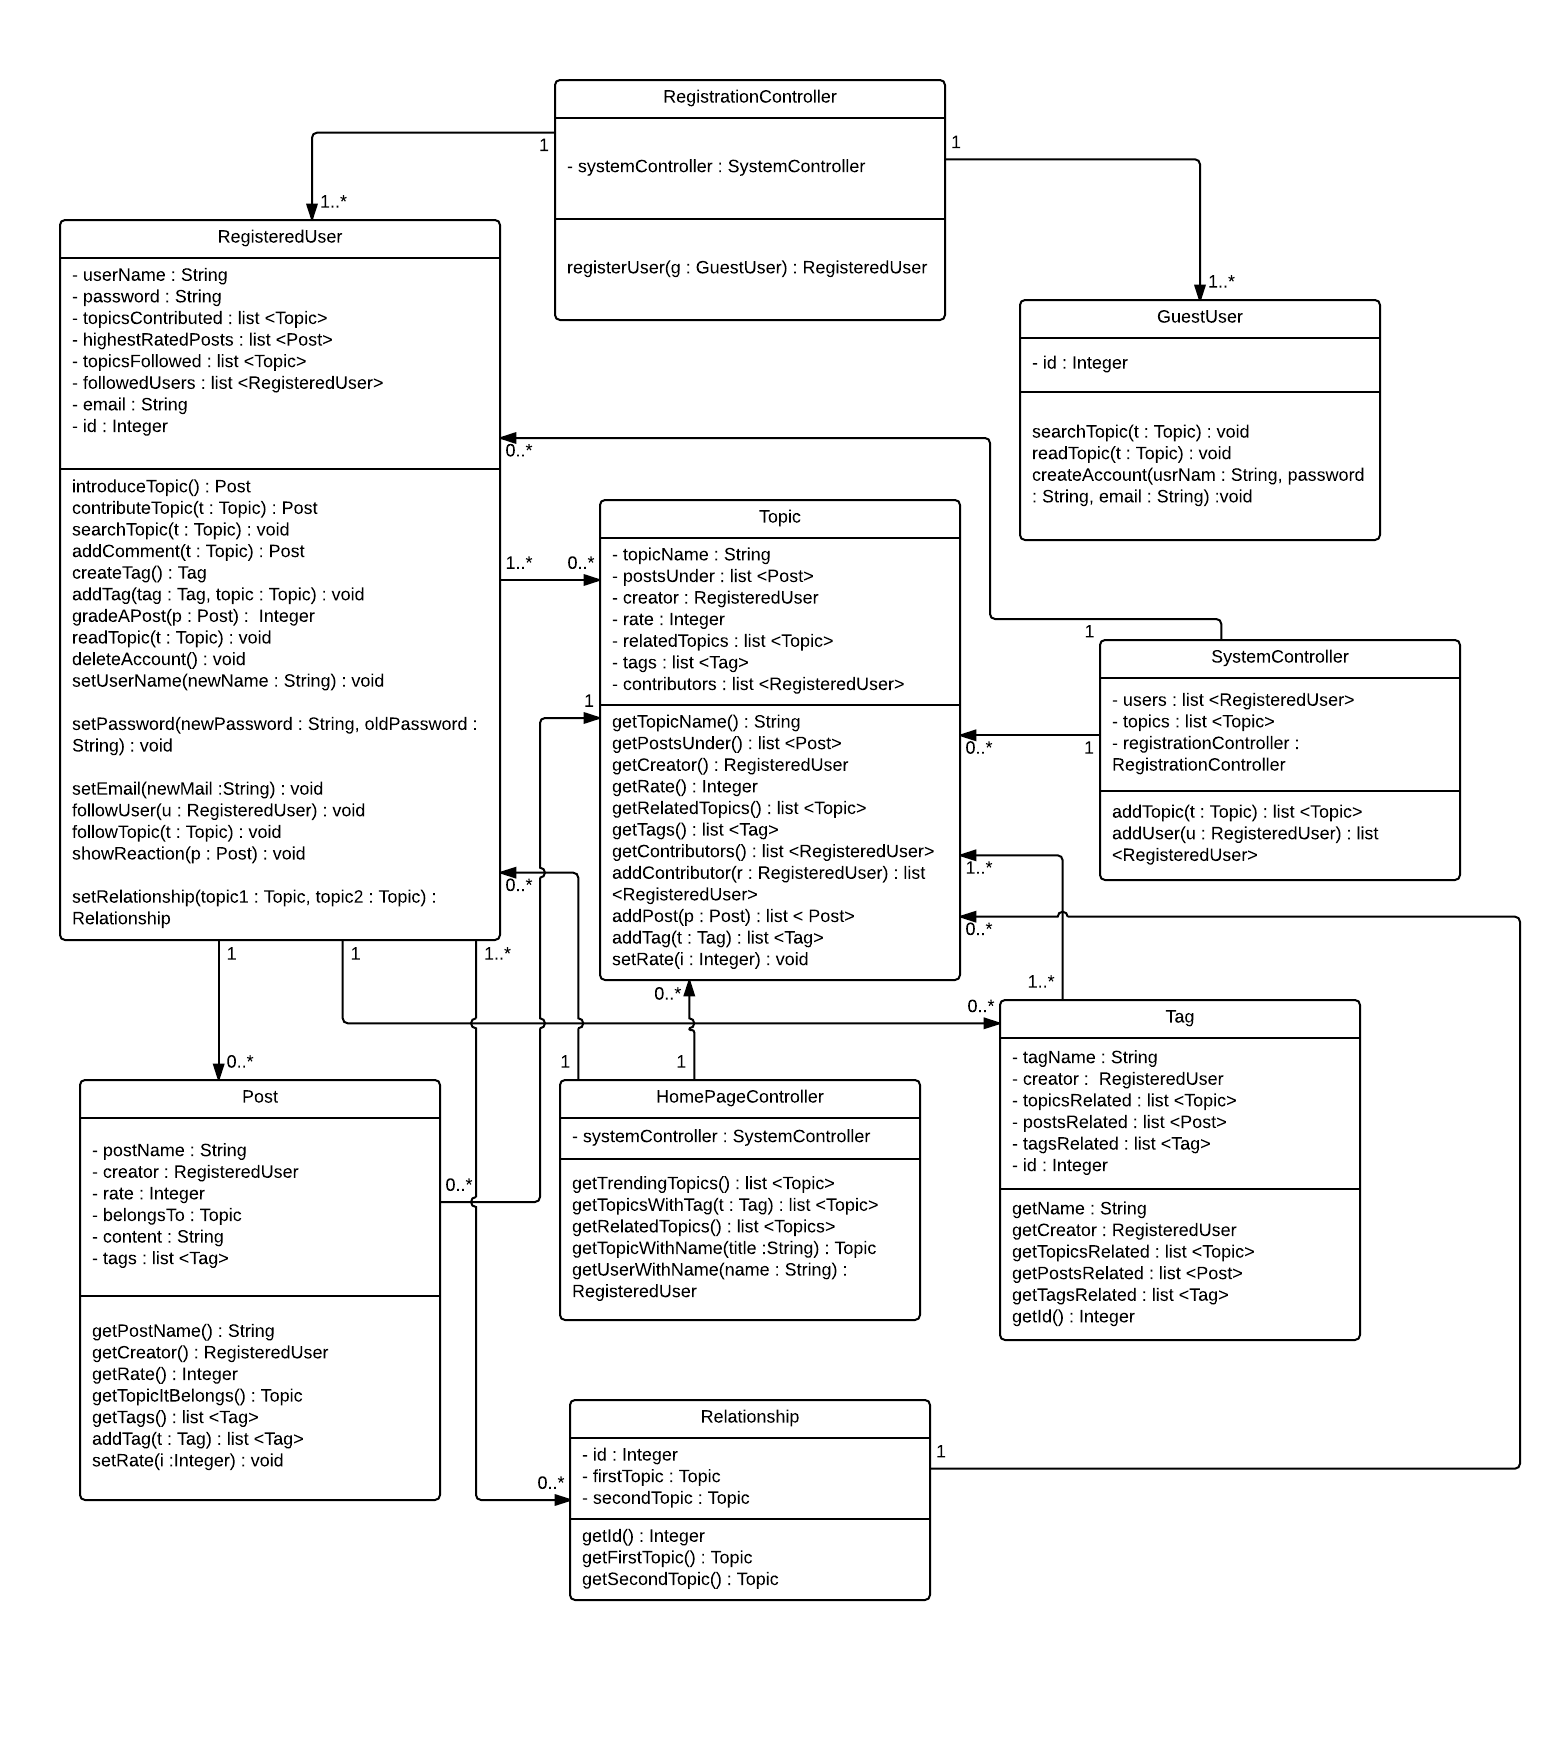 RegistrationController
- systemController : SystemController
registerUser(g : GuestUser) : RegisteredUser
1
1..*
1
1..*
RegisteredUser
- userName : String
- password : String
- topicsContributed : list <Topic>
- highestRatedPosts : list <Post>
- topicsFollowed : list <Topic>
- followedUsers : list <RegisteredUser>
- email : String
- id : Integer
introduceTopic() : Post
contributeTopic(t : Topic) : Post
searchTopic(t : Topic) : void
addComment(t : Topic) : Post
createTag() : Tag
addTag(tag : Tag, topic : Topic) : void
gradeAPost(p : Post) :  Integer
readTopic(t : Topic) : void
deleteAccount() : void
setUserName(newName : String) : void
setPassword(newPassword : String, oldPassword :
String) : void
setEmail(newMail :String) : void
followUser(u : RegisteredUser) : void
followTopic(t : Topic) : void
showReaction(p : Post) : void
setRelationship(topic1 : Topic, topic2 : Topic) :
Relationship
GuestUser
- id : Integer
searchTopic(t : Topic) : void
readTopic(t : Topic) : void
createAccount(usrNam : String, password
: String, email : String) :void
0..*
1..*
0..*
1
0..*
Topic
- topicName : String
- postsUnder : list <Post>
- creator : RegisteredUser
- rate : Integer
- relatedTopics : list <Topic>
- tags : list <Tag>
- contributors : list <RegisteredUser>
getTopicName() : String
getPostsUnder() : list <Post>
getCreator() : RegisteredUser
getRate() : Integer
getRelatedTopics() : list <Topic>
getTags() : list <Tag>
getContributors() : list <RegisteredUser>
addContributor(r : RegisteredUser) : list
<RegisteredUser>
addPost(p : Post) : list < Post>
addTag(t : Tag) : list <Tag>
setRate(i : Integer) : void
1
SystemController
- users : list <RegisteredUser>
- topics : list <Topic>
- registrationController :
RegistrationController
addTopic(t : Topic) : list <Topic>
addUser(u : RegisteredUser) : list
<RegisteredUser>
0..*
1
1..*
0..*
1
1
1..*
0..*
1..*
0..*
0..*
1
1
Post
- postName : String
- creator : RegisteredUser
- rate : Integer
- belongsTo : Topic
- content : String
- tags : list <Tag>
getPostName() : String
getCreator() : RegisteredUser
getRate() : Integer
getTopicItBelongs() : Topic
getTags() : list <Tag>
addTag(t : Tag) : list <Tag>
setRate(i :Integer) : void
0..*
HomePageController
- systemController : SystemController
getTrendingTopics() : list <Topic>
getTopicsWithTag(t : Tag) : list <Topic>
getRelatedTopics() : list <Topics>
getTopicWithName(title :String) : Topic
getUserWithName(name : String) :
RegisteredUser
Tag
- tagName : String
- creator :  RegisteredUser
- topicsRelated : list <Topic>
- postsRelated : list <Post>
- tagsRelated : list <Tag>
- id : Integer
getName : String
getCreator : RegisteredUser
getTopicsRelated : list <Topic>
getPostsRelated : list <Post>
getTagsRelated : list <Tag>
getId() : Integer
Relationship
- id : Integer
- firstTopic : Topic
- secondTopic : Topic
getId() : Integer
getFirstTopic() : Topic
getSecondTopic() : Topic
1
0..*